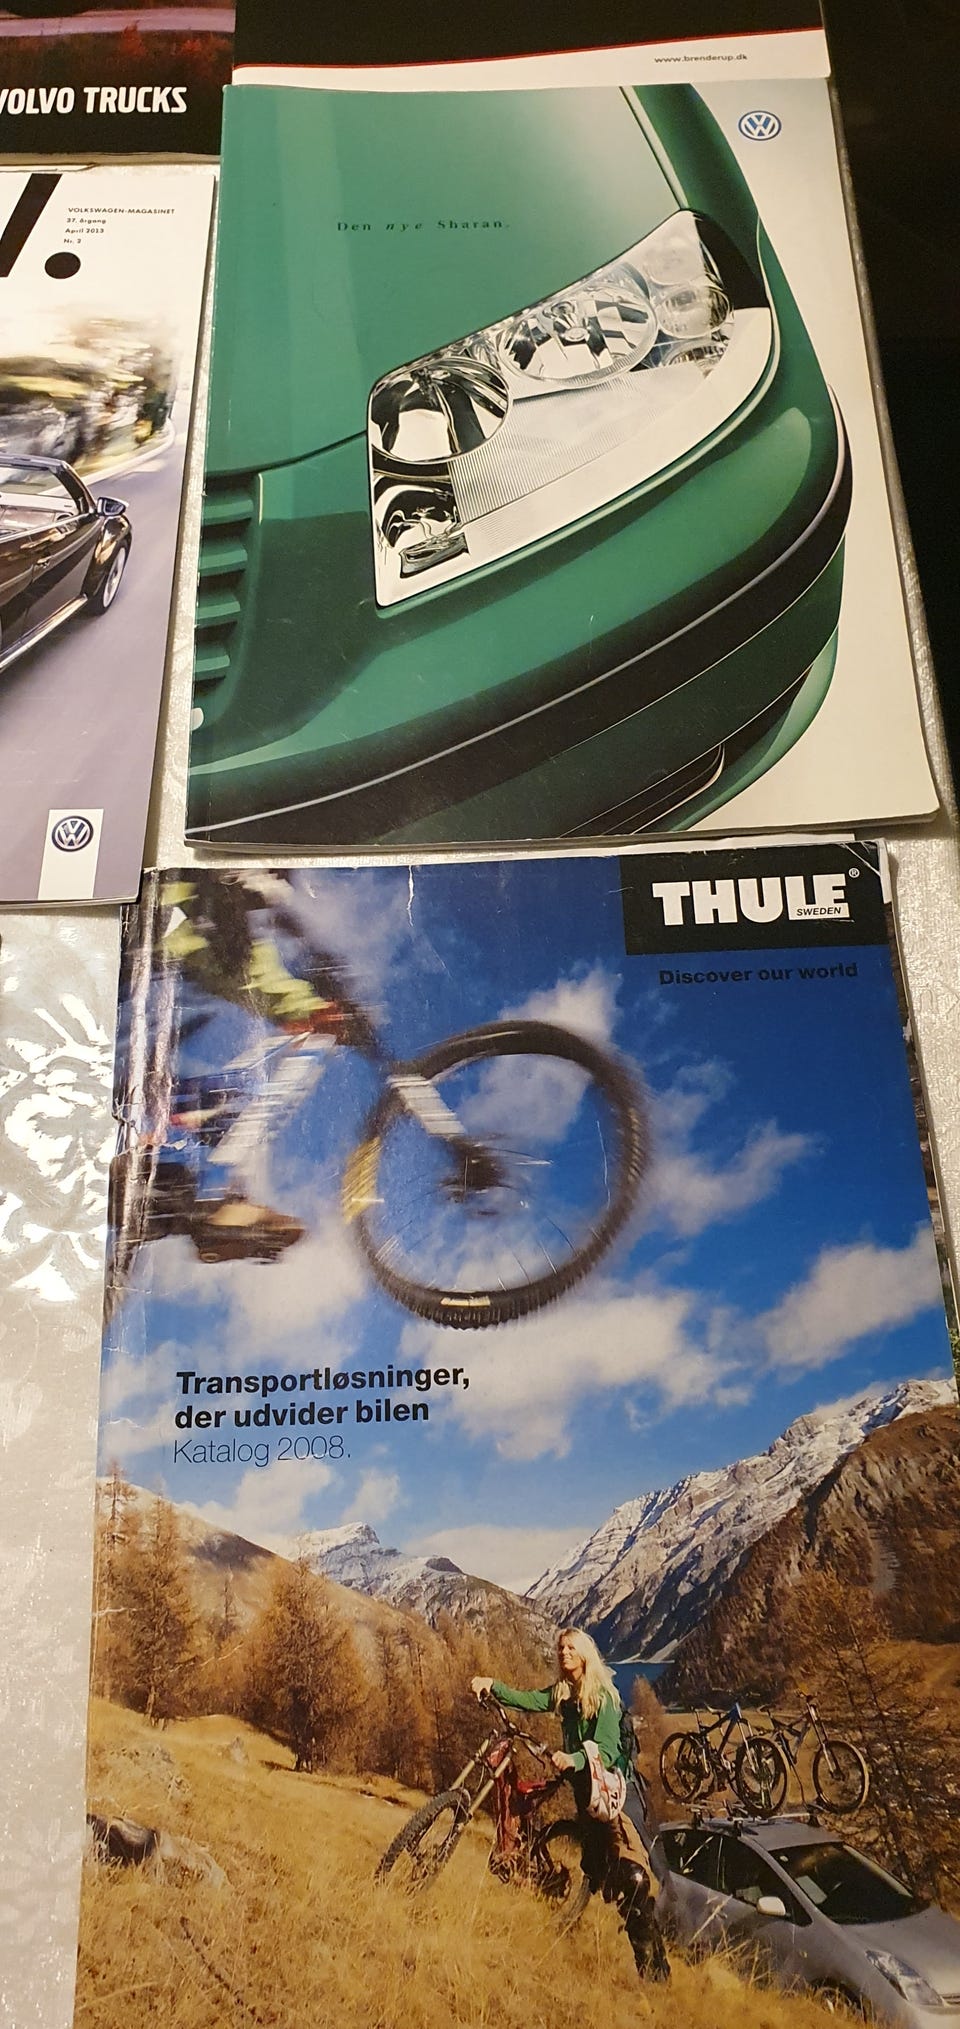 www.brenderup.dk
VOLVO TRUCKS
VOLKSWAGEN-MAGASINET
37. årgang
April 2013
Nr. 2
Den nye Sharan.
THULE®
SWEDEN
Discover our world
Transportløsninger,
der udvider bilen
Katalog 2008.